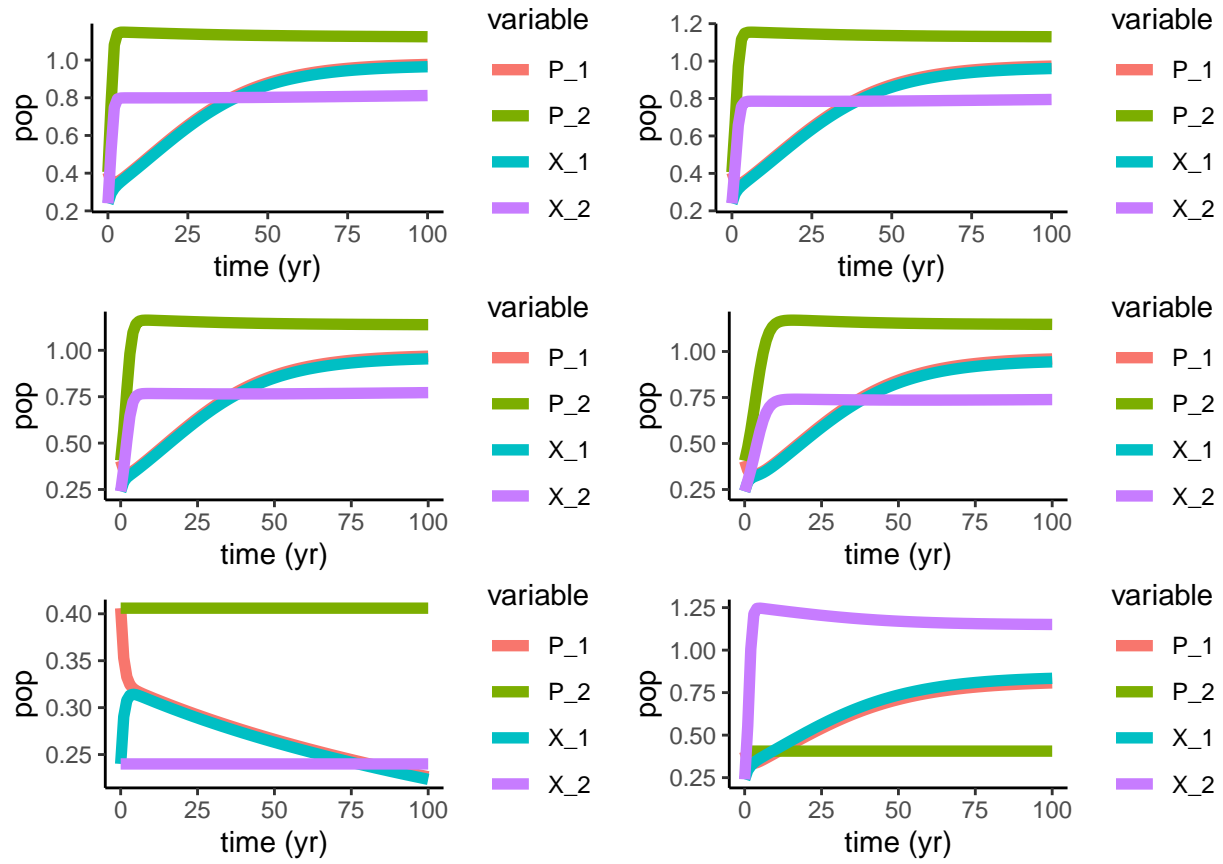 variable
pop
1.0
0.8
0.6
0.4
0.2
0 25 50 75 100
time (yr)
P_1
P_2
X_1
X_2
variable
pop
1.2
1.0
0.8
0.6
0.4
0.2
0 25 50 75 100
time (yr)
P_1
P_2
X_1
X_2
variable
pop
1.00
0.75
0.50
0.25
0 25 50 75 100
time (yr)
P_1
P_2
X_1
X_2
variable
pop
1.00
0.75
0.50
0.25
0 25 50 75 100
time (yr)
P_1
P_2
X_1
X_2
variable
pop
0.40
0.35
0.30
0.25
0 25 50 75 100
time (yr)
P_1
P_2
X_1
X_2
variable
pop
1.25
1.00
0.75
0.50
0.25
0 25 50 75 100
time (yr)
P_1
P_2
X_1
X_2